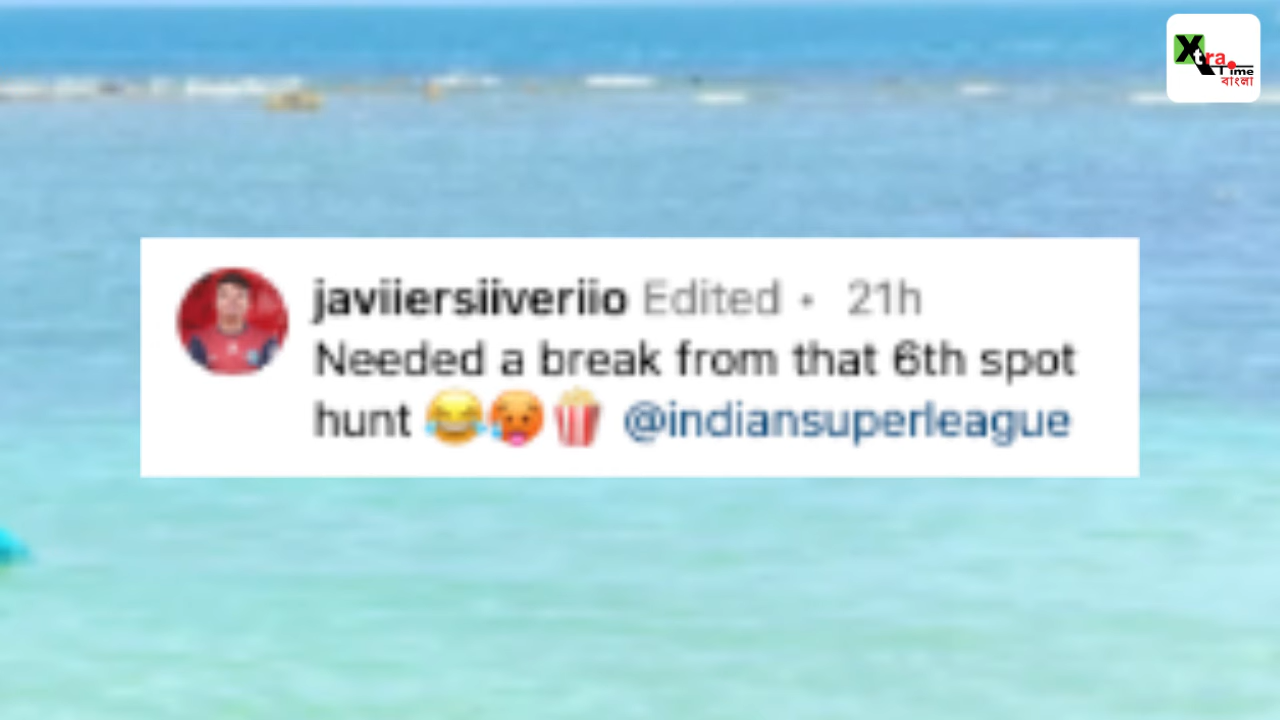 Xtra
Time
বাংলা
javiiersiiveriio Edited • 21h
Needed a break from that 6th spot
hunt 😂🥵🍿 @indiansuperleague